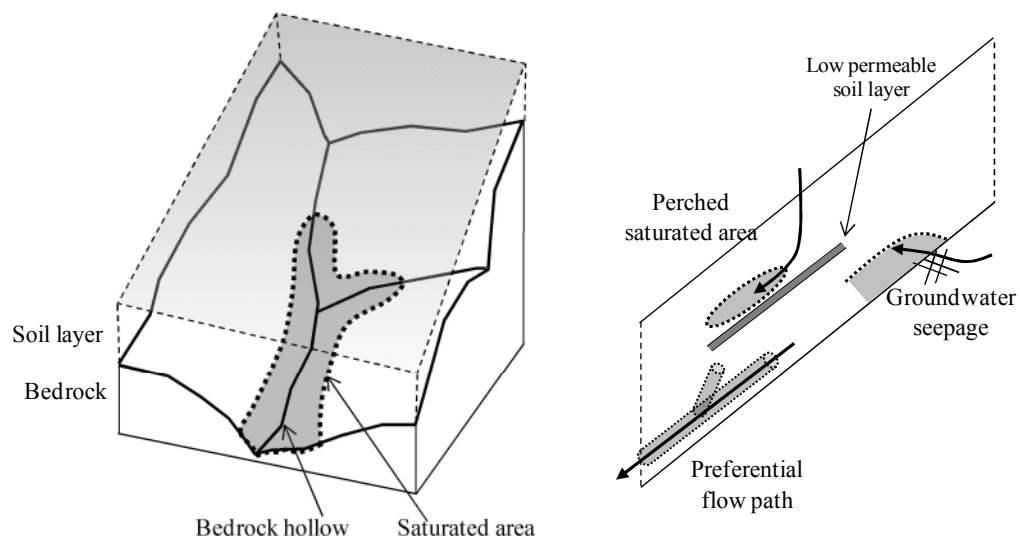 Soil layer
Bedrock
Bedrock hollow
Saturated area
Low permeable
soil layer
Perched
saturated area
Groundwater
seepage
Preferential
flow path